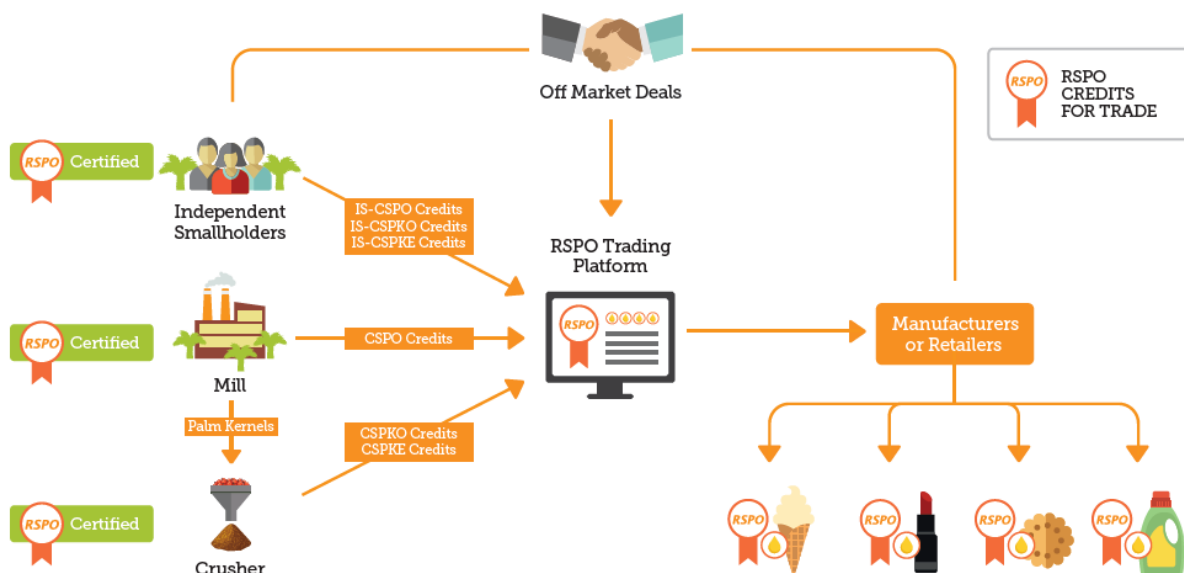 Off Market Deals
RSPO
RSPO
CREDITS
FOR TRADE
RSPO
Certified
Independent
Smallholders
IS-CSPO Credits
IS-CSPKO Credits
IS-CSPKE Credits
RSPO Trading
Platform
RSPO
Certified
Mill
CSPO Credits
RSPO
Manufacturers
or Retailers
Palm Kernels
CSPKO Credits
CSPKE Credits
RSPO
Certified
Crusher
RSPO
RSPO
RSPO
RSPO